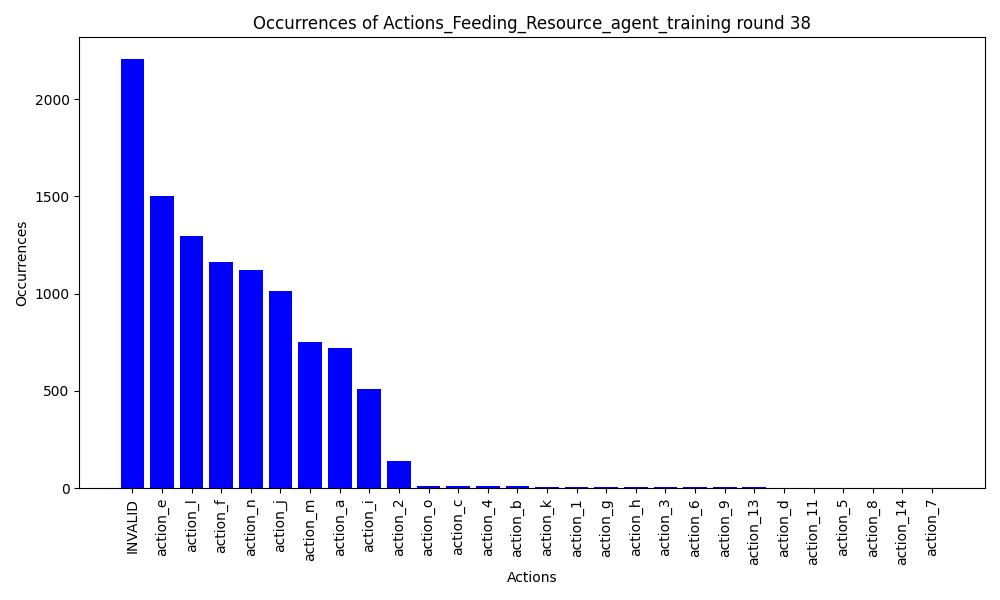 Occurrences of Actions_Feeding_Resource_agent_training round 38
Occurrences
2000
1500
1000
500
0
INVALID
action_e
action_l
action_f
action_n
action_j
action_m
action_a
action_i
action_2
action_o
action_c
action_4
action_b
action_k
action_1
action_g
action_h
action_3
action_6
action_9
action_13
action_d
action_11
action_5
action_8
action_14
action_7
Actions